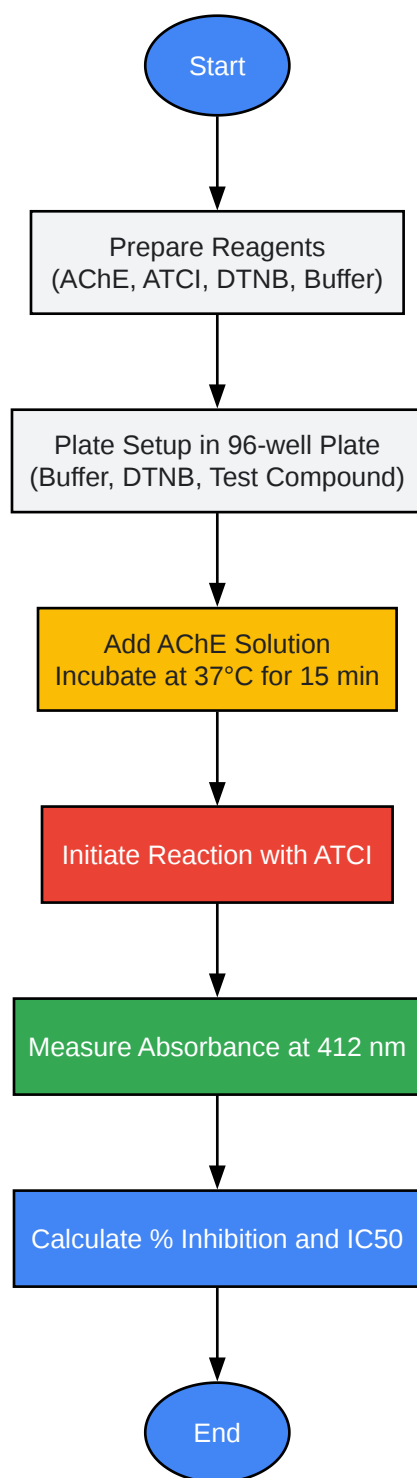 Start
Prepare Reagents
(AChE, ATCI, DTNB, Buffer)
Plate Setup in 96-well Plate
(Buffer, DTNB, Test Compound)
Add AChE Solution
Incubate at 37°C for 15 min
Initiate Reaction with ATCI
Measure Absorbance at 412 nm
Calculate % Inhibition and IC50
End